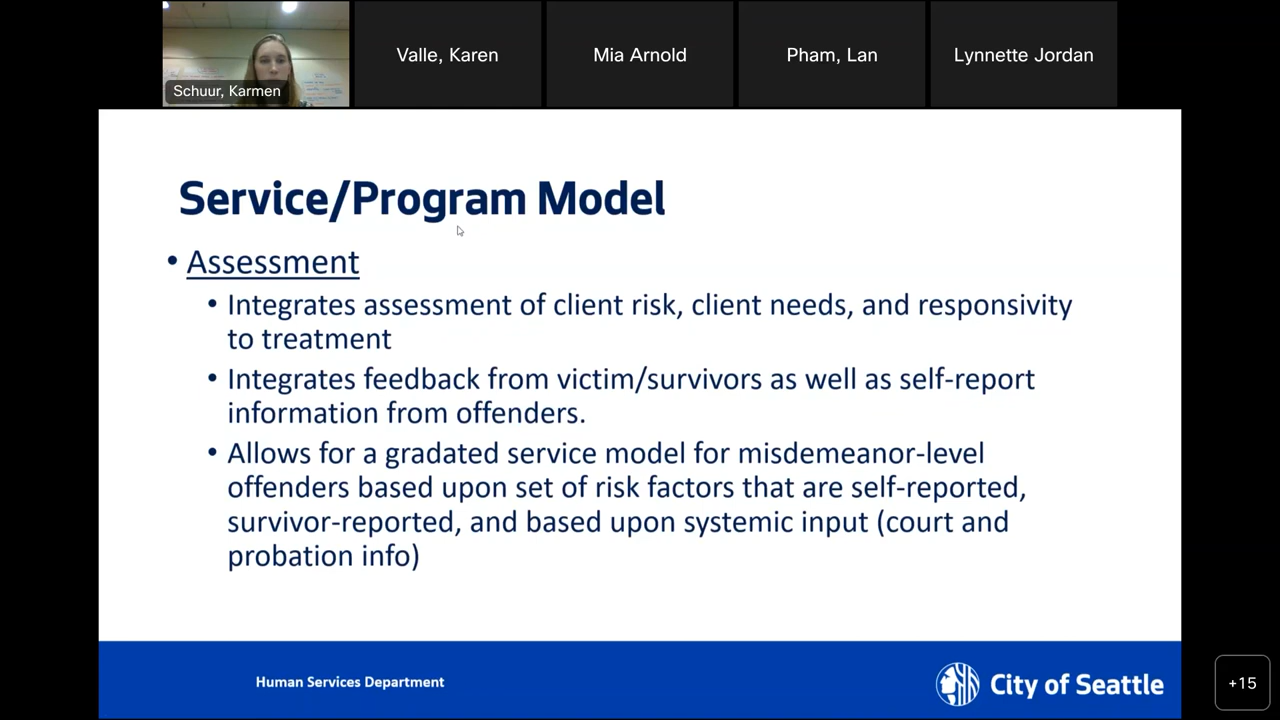 Schuur, Karmen
Valle, Karen
Mia Arnold
Pham, Lan
Lynnette Jordan
Service/Program Model
• Assessment
• Integrates assessment of client risk, client needs, and responsivity
to treatment
• Integrates feedback from victim/survivors as well as self-report
information from offenders.
• Allows for a gradated service model for misdemeanor-level
offenders based upon set of risk factors that are self-reported,
survivor-reported, and based upon systemic input (court and
probation info)
Human Services Department
City of Seattle
+15